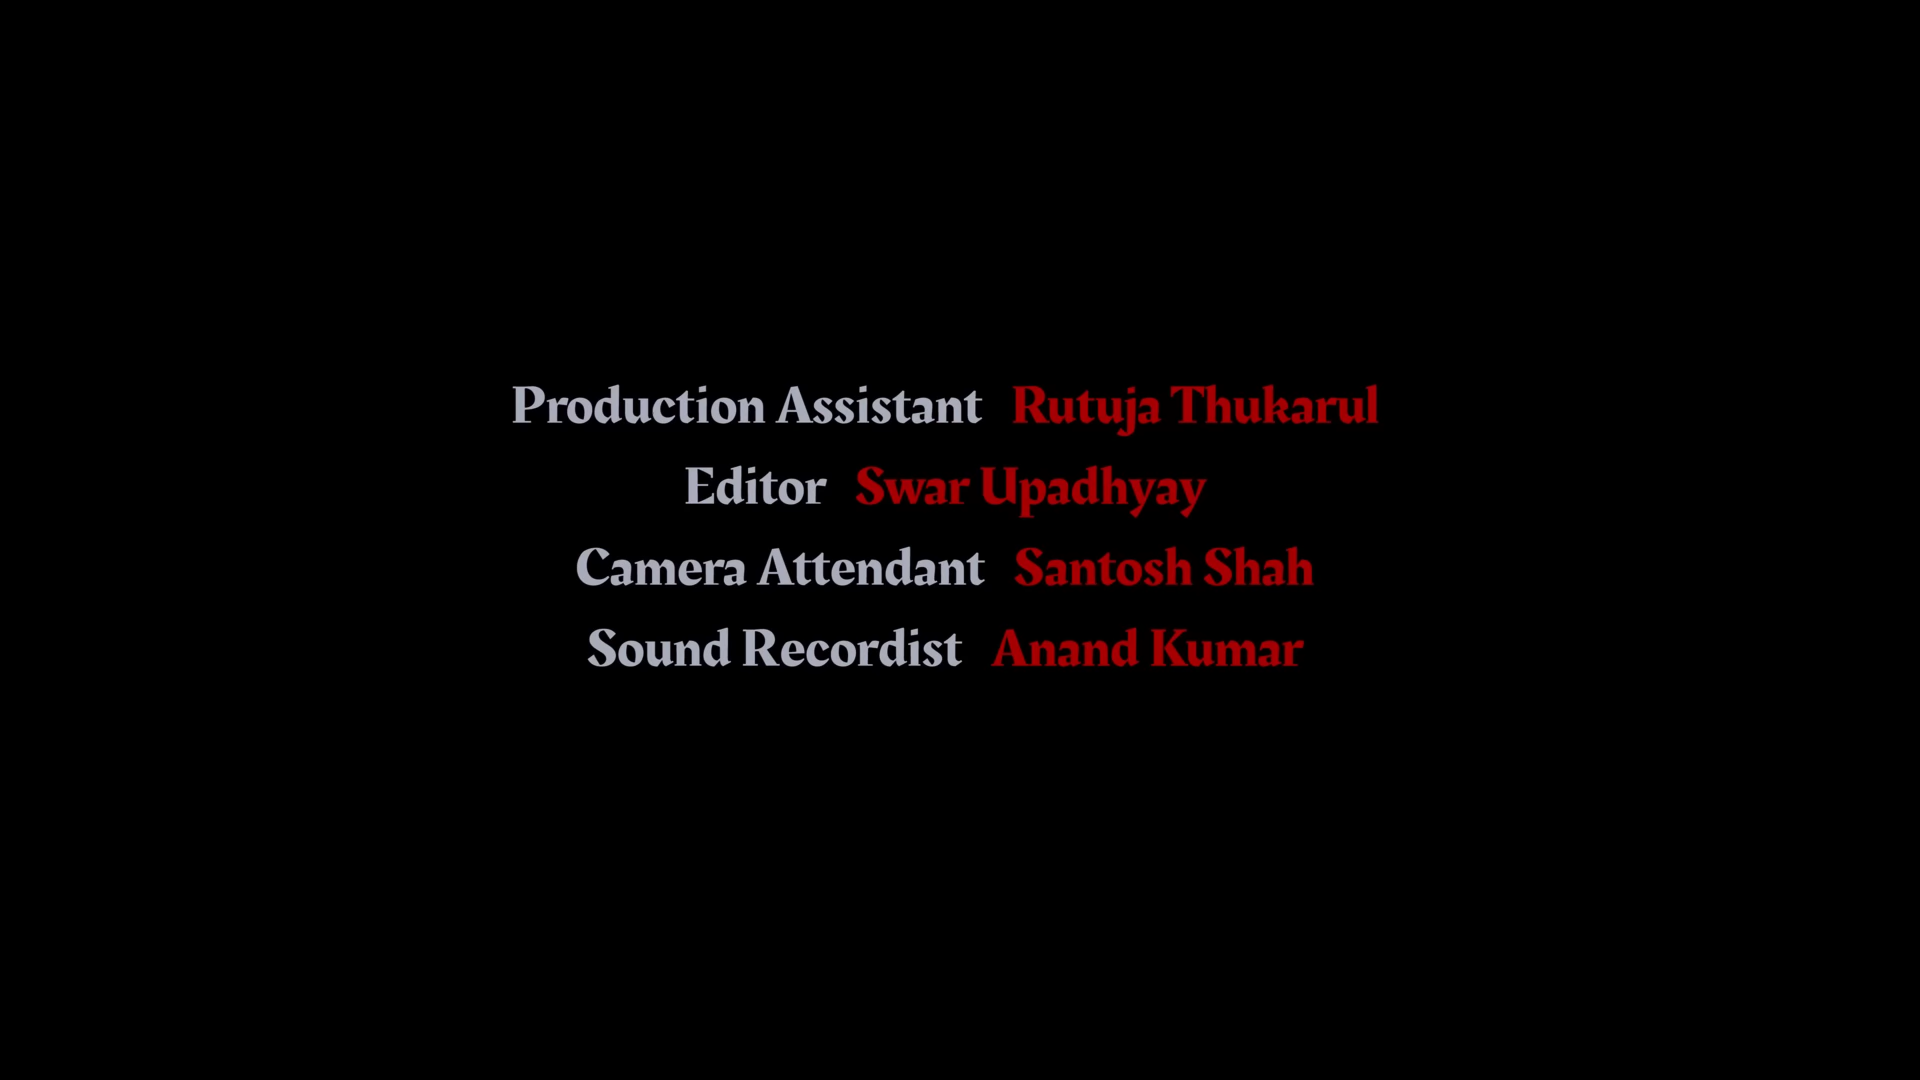 Production Assistant Rutuja Thukarul
Editor Swar Upadhyay
Camera Attendant Santosh Shah
Sound Recordist Anand Kumar